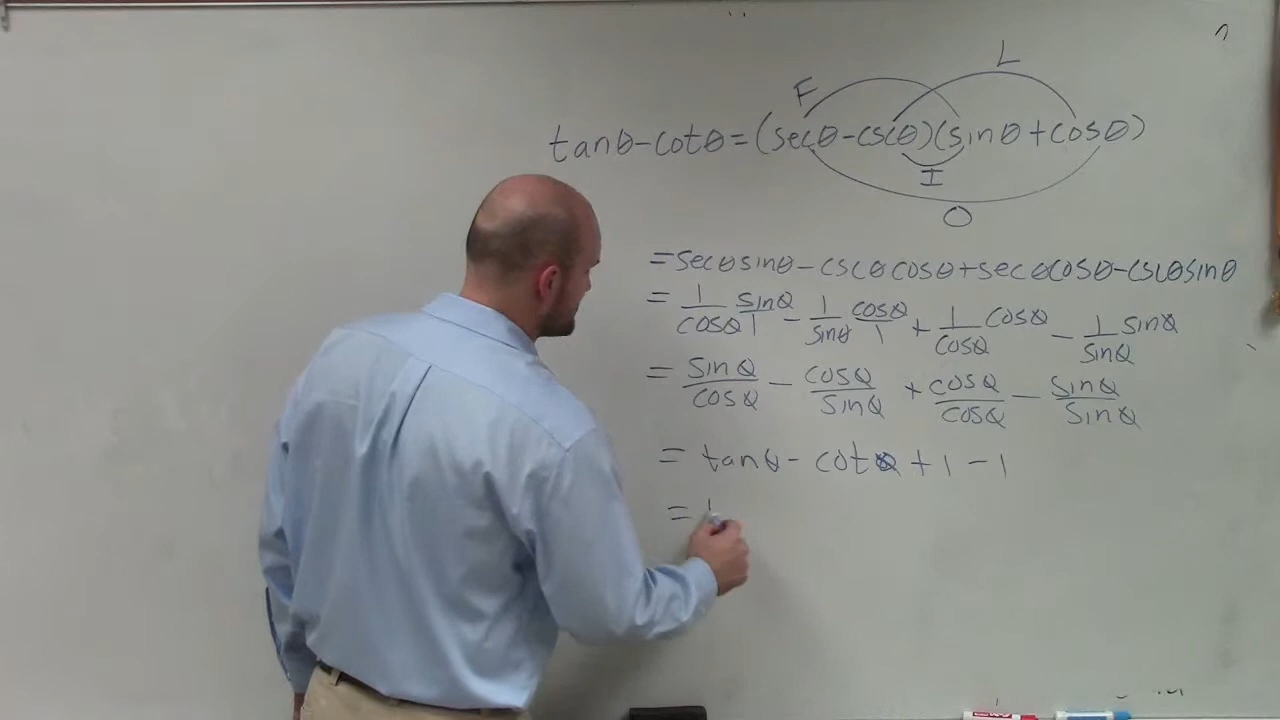 F L
tanθ-cotθ=(secθ-cscθ)(sinθ+cosθ)
I
O
=secθsinθ-cscθcosθ+secθcosθ-cscθsinθ
= 1/cosθ sinθ/1 - 1/sinθ cosθ/1 + 1/cosθ cosθ - 1/sinθ sinθ
= sinθ/cosθ - cosθ/sinθ + cosθ/cosθ - sinθ/sinθ
= tanθ - cotθ + 1 - 1
=